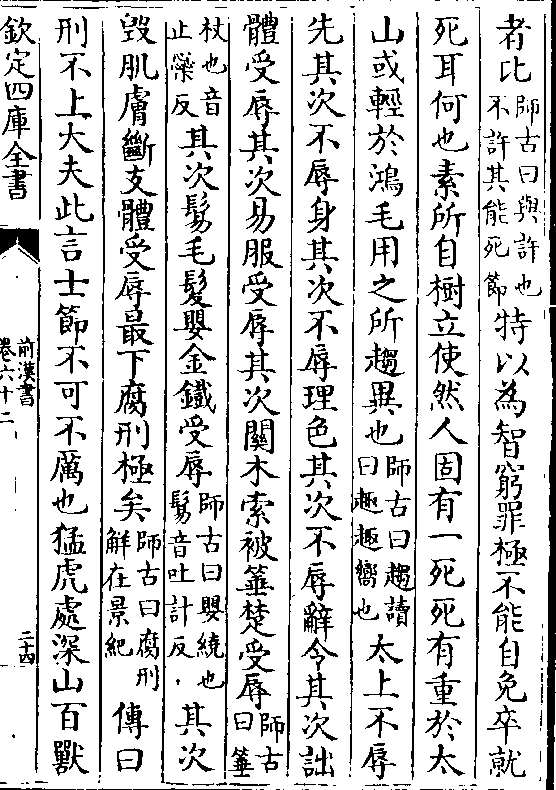 者比師古曰與許也不許其能死節特以為智窮罪極不能自免卒就
死耳何也素所自樹立使然人固有一死死有重於太
山或輕於鴻毛用之所趨異也師古曰趨讀曰趣趣嚮也太上不辱
先其次不辱身其次不辱理色其次不辱辭令其次詘
體受辱其次易服受辱其次關木索被箠楚受辱師古曰箠
杖也音止橤反其次鬄毛髮嬰金鐵受辱師古曰嬰繞也鬄音吐計反其次
毀肌膚斷支體受辱最下腐刑極矣師古曰腐刑解在景紀傳曰
刑不上大夫此言士節不可不厲也猛虎處深山百獸
欽定四庫全書
前漢書
卷六十二
二十四